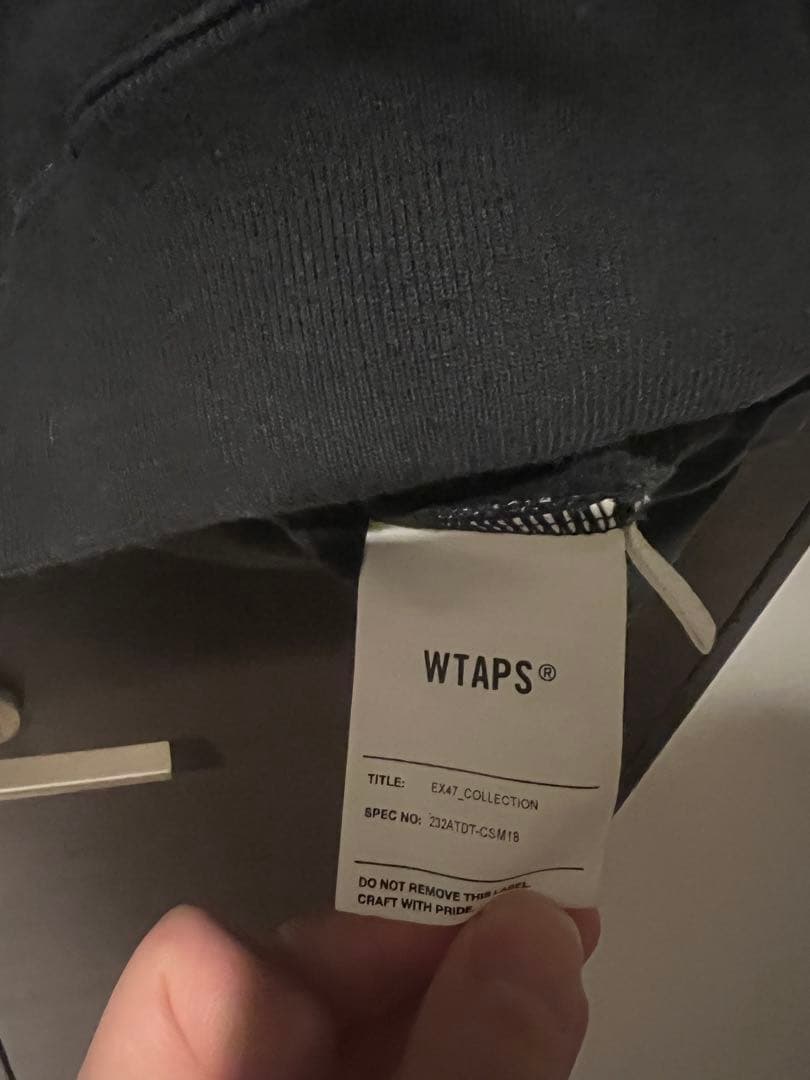 WTAPS®
TITLE: EX47_COLLECTION
SPEC NO: 232ATDT-CSM18
DO NOT REMOVE THIS LABEL
CRAFT WITH PRIDE